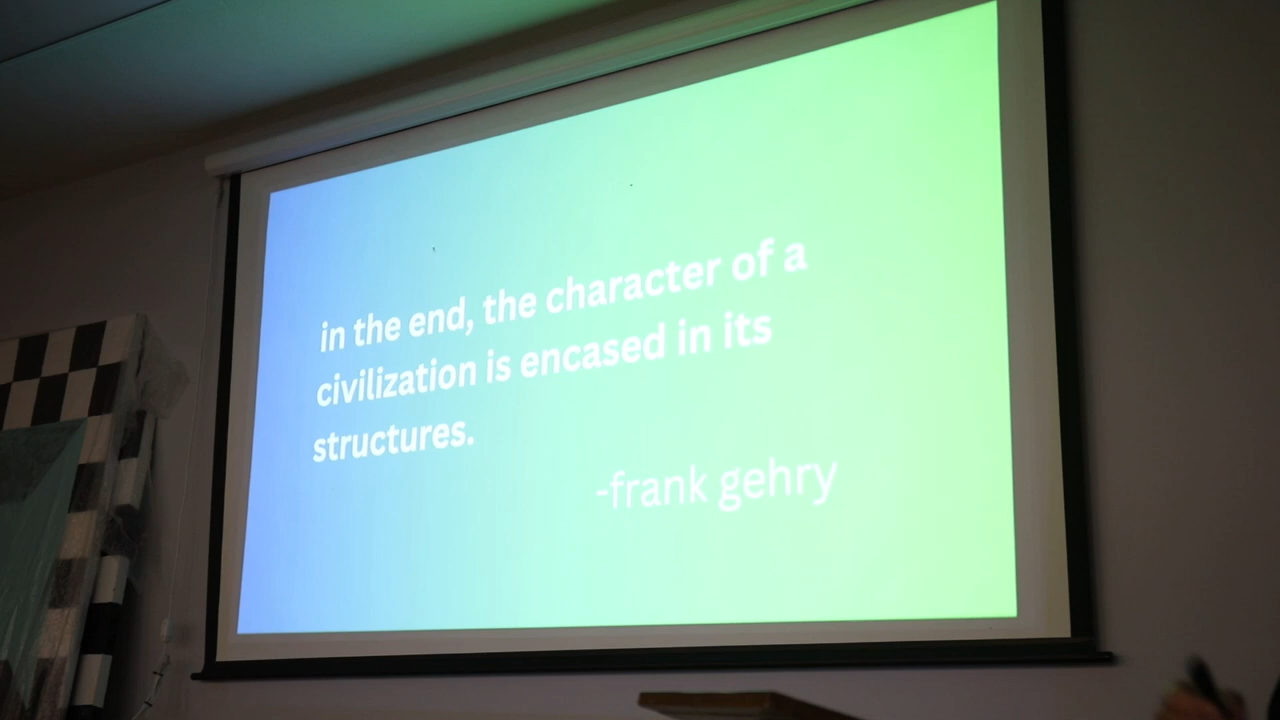 in the end, the character of a
civilization is encased in its
structures.
-frank gehry